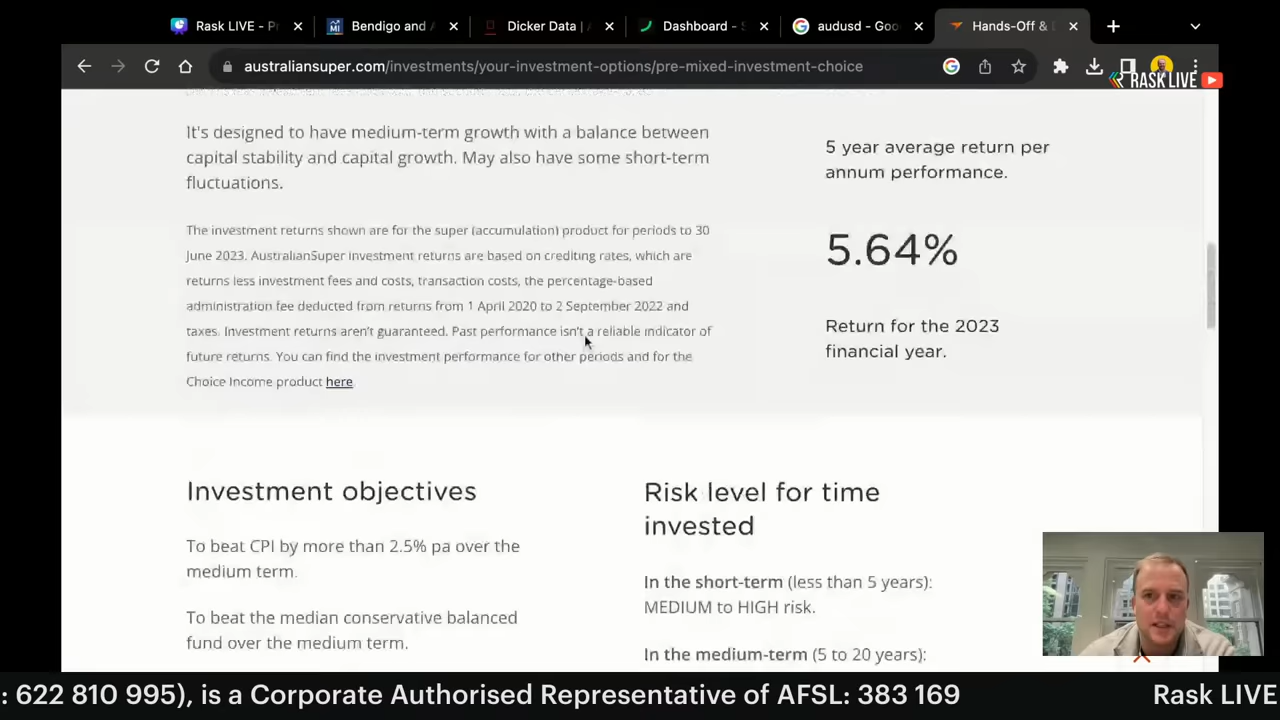 Rask LIVE - P
Bendigo and A
Dicker Data | A
Dashboard - S
audusd - Goo
Hands-Off &
australiansuper.com/investments/your-investment-options/pre-mixed-investment-choice
RASK LIVE
It's designed to have medium-term growth with a balance between
capital stability and capital growth. May also have some short-term
fluctuations.
The investment returns shown are for the super (accumulation) product for periods to 30
June 2023. AustralianSuper investment returns are based on crediting rates, which are
returns less investment fees and costs, transaction costs, the percentage-based
administration fee deducted from returns from 1 April 2020 to 2 September 2022 and
taxes. Investment returns aren't guaranteed. Past performance isn't a reliable indicator of
future returns. You can find the investment performance for other periods and for the
Choice Income product here
5 year average return per
annum performance.
5.64%
Return for the 2023
financial year.
Investment objectives
To beat CPI by more than 2.5% pa over the
medium term.
To beat the median conservative balanced
fund over the medium term.
Risk level for time
invested
In the short-term (less than 5 years):
MEDIUM to HIGH risk.
In the medium-term (5 to 20 years):
: 622 810 995), is a Corporate Authorised Representative of AFSL: 383 169
Rask LIVE